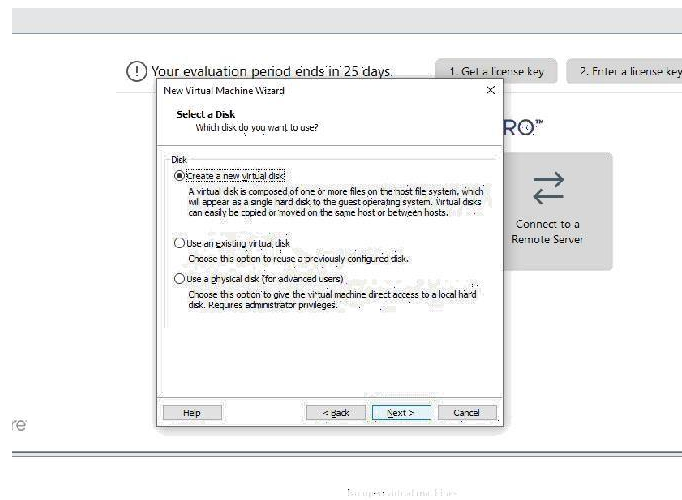 Your evaluation period ends in 25 days.
1. Get a license key
2. Enter a license key
New Virtual Machine Wizard
Select a Disk
Which disk do you want to use?
RO™
Disk
Create a new virtual disk
A virtual disk is composed of one or more files on the host file system, which
will appear as a single hard disk to the guest operating system. Virtual disks
can easily be copied or moved on the same host or between hosts.
Use an existing virtual disk
Choose this option to reuse a previously configured disk.
Use a physical disk (for advanced users)
Choose this option to give the virtual machine direct access to a local hard
disk. Requires administrator privileges.
Connect to a
Remote Server
Help
< Back
Next >
Cancel
re